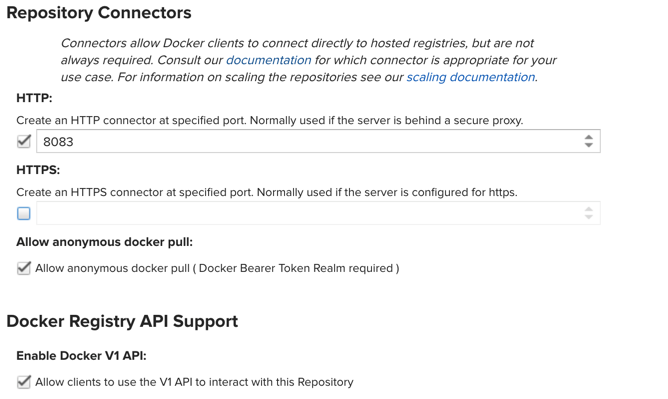 Repository Connectors
Connectors allow Docker clients to connect directly to hosted registries, but are not
always required. Consult our documentation for which connector is appropriate for your
use case. For information on scaling the repositories see our scaling documentation.
HTTP:
Create an HTTP connector at specified port. Normally used if the server is behind a secure proxy.
8083
HTTPS:
Create an HTTPS connector at specified port. Normally used if the server is configured for https.
Allow anonymous docker pull:
Allow anonymous docker pull ( Docker Bearer Token Realm required )
Docker Registry API Support
Enable Docker V1 API:
Allow clients to use the V1 API to interact with this Repository